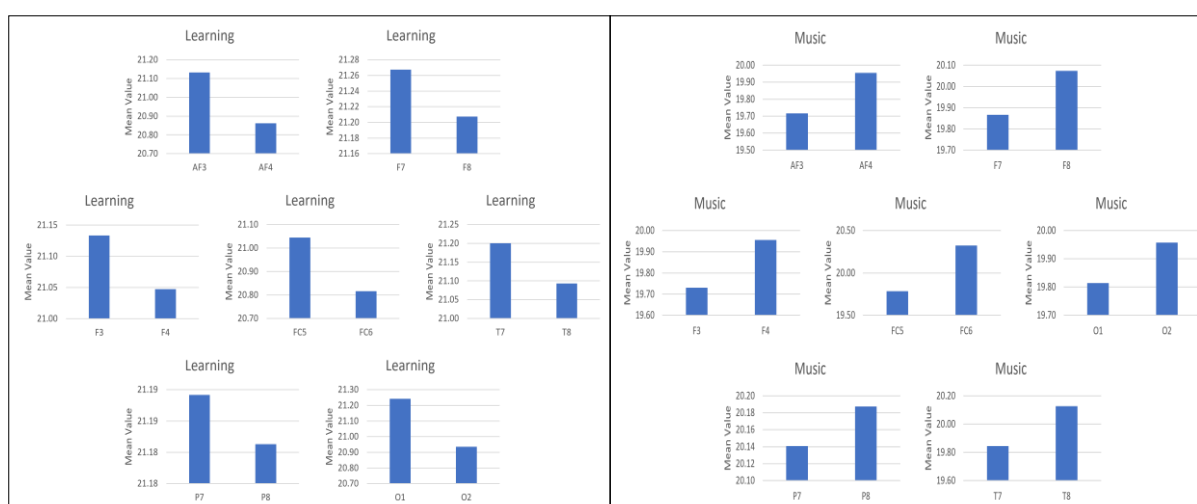 Learning
Mean Value
21.20
21.10
21.00
20.90
20.80
20.70
AF3 AF4
Learning
Mean Value
21.28
21.26
21.24
21.22
21.20
21.18
21.16
F7 F8
Learning
Mean Value
21.15
21.10
21.05
21.00
F3 F4
Learning
Mean Value
21.10
21.00
20.90
20.80
20.70
FC5 FC6
Learning
Mean Value
21.25
21.20
21.15
21.10
21.05
21.00
T7 T8
Learning
Mean Value
21.19
21.19
21.18
21.18
P7 P8
Learning
Mean Value
21.30
21.20
21.10
21.00
20.90
20.80
20.70
O1 O2
Music
Mean Value
20.00
19.90
19.80
19.70
19.60
19.50
AF3 AF4
Music
Mean Value
20.10
20.00
19.90
19.80
19.70
F7 F8
Music
Mean Value
20.00
19.90
19.80
19.70
19.60
F3 F4
Music
Mean Value
20.50
20.00
19.50
FC5 FC6
Music
Mean Value
20.00
19.90
19.80
19.70
O1 O2
Music
Mean Value
20.20
20.18
20.16
20.14
20.12
20.10
P7 P8
Music
Mean Value
20.20
20.00
19.80
19.60
T7 T8